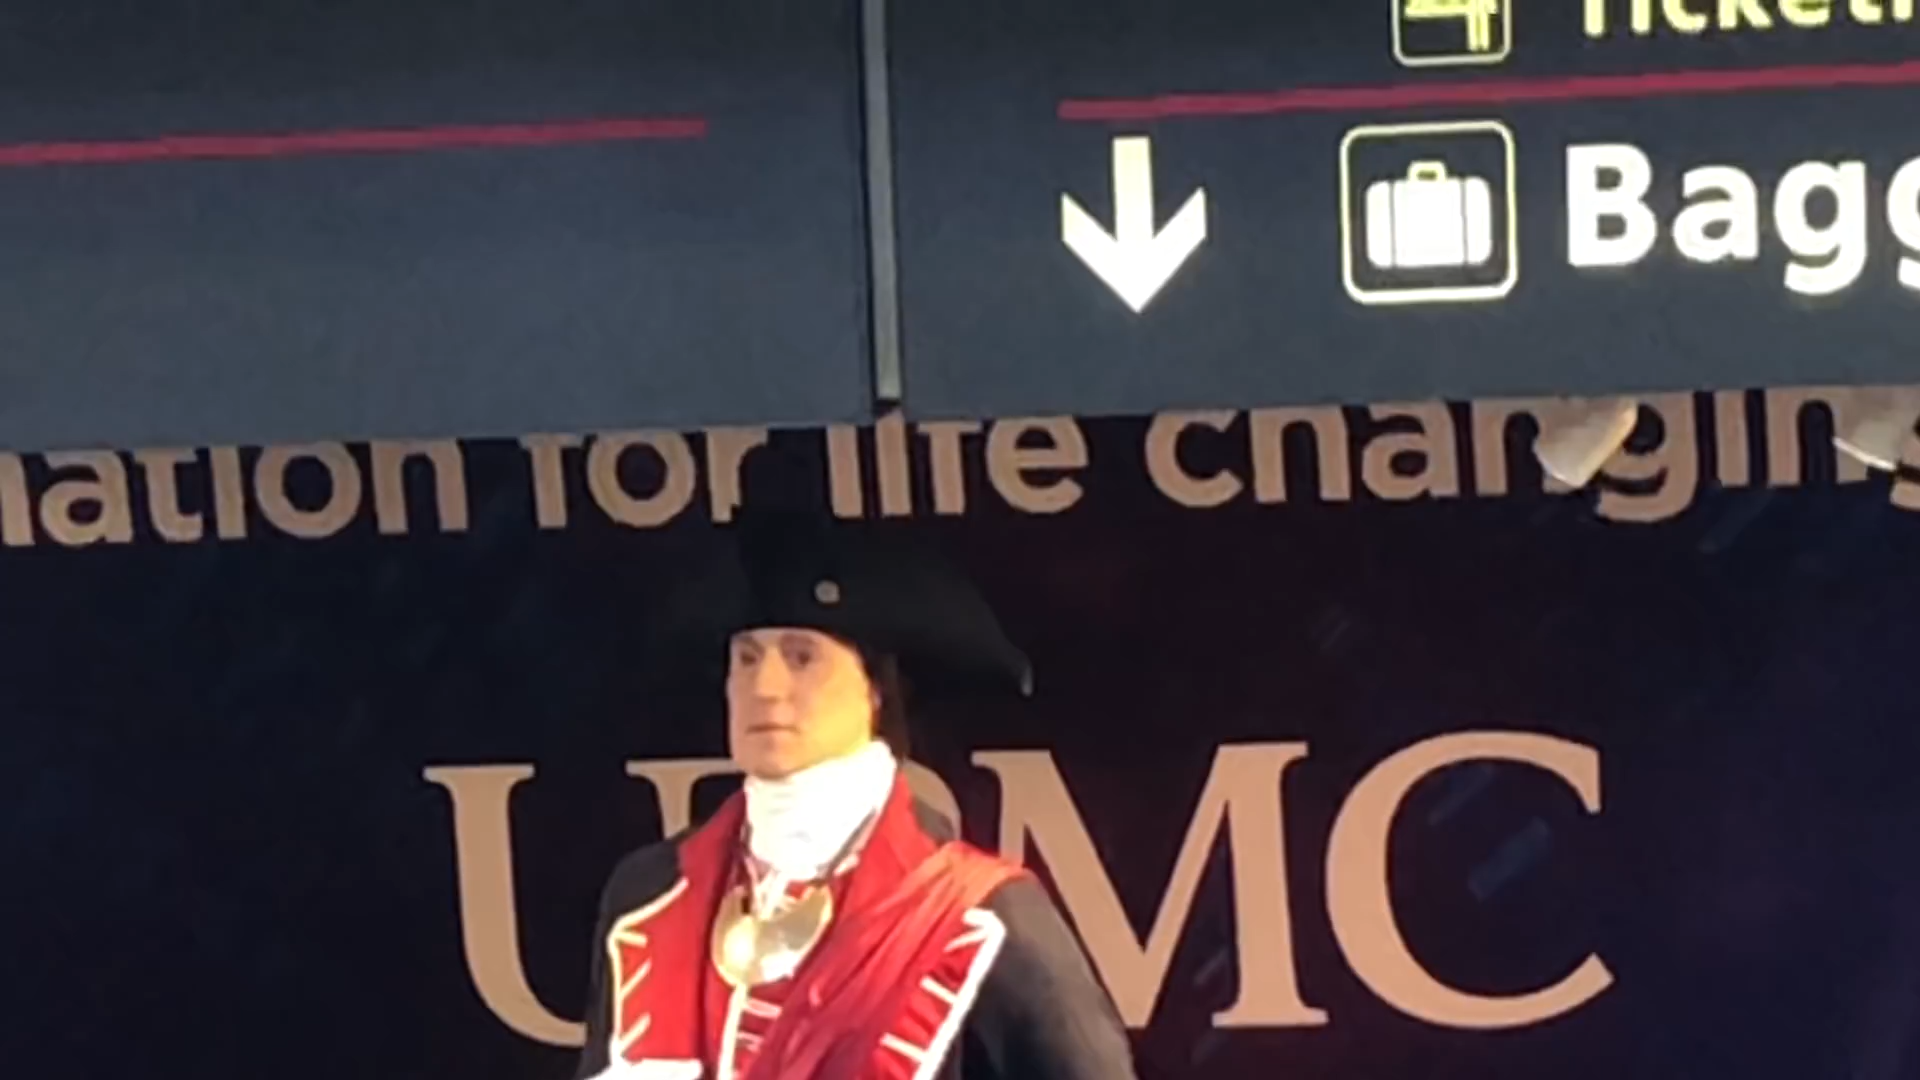 Ticketi
Bagg
nation for life changing
UPMC